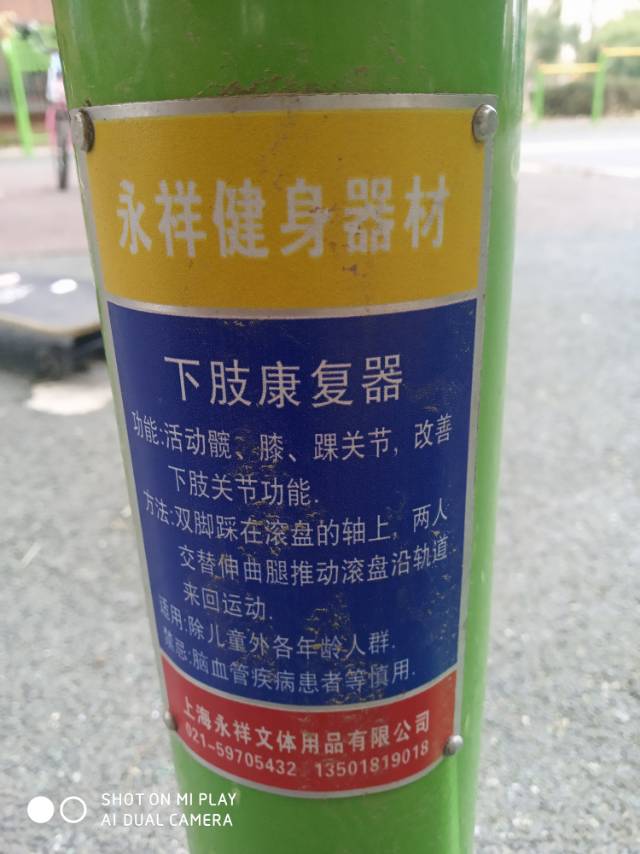 永祥健身器材
下肢康复器
功能:活动髋、膝、踝关节，改善
下肢关节功能.
方法:双脚踩在滚盘的轴上，两人
交替伸曲腿推动滚盘沿轨道
来回运动.
适用:除儿童外各年龄人群.
禁忌:脑血管疾病患者等慎用.
上海永祥文体用品有限公司
021-59705432 13501819018
SHOT ON MI PLAY
AI DUAL CAMERA